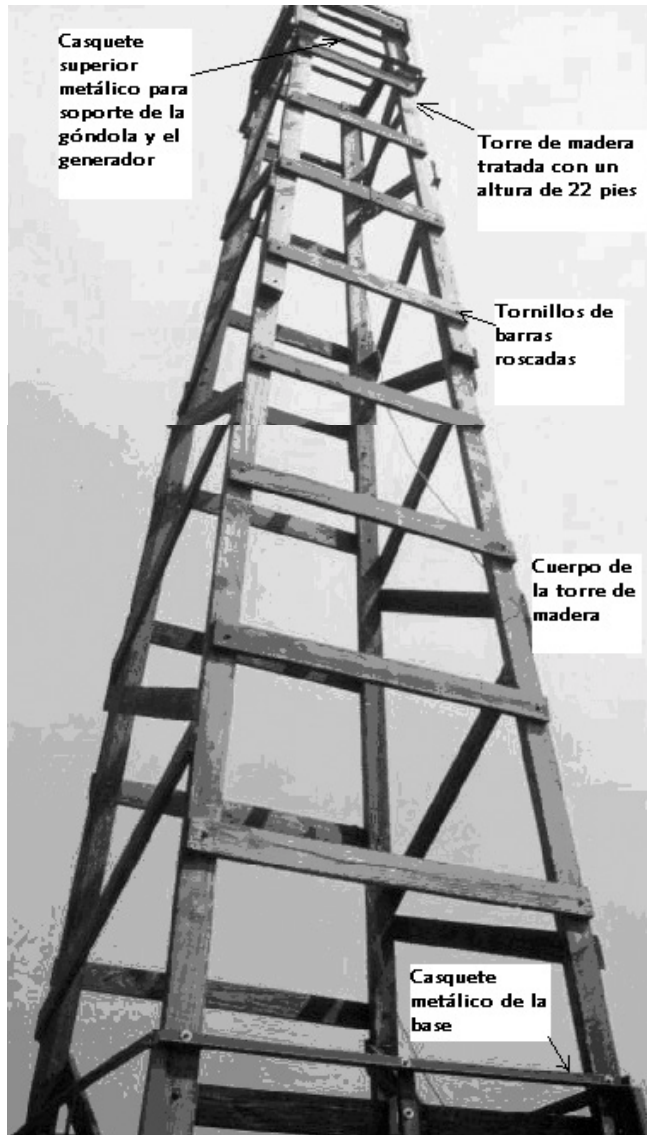 Casquete
superior
metálico para
soporte de la
góndola y el
generador
Torre de madera
tratada con un
altura de 22 pies
Tornillos de
barras
roscadas
Cuerpo de
la torre de
madera
Casquete
metálico de la
base